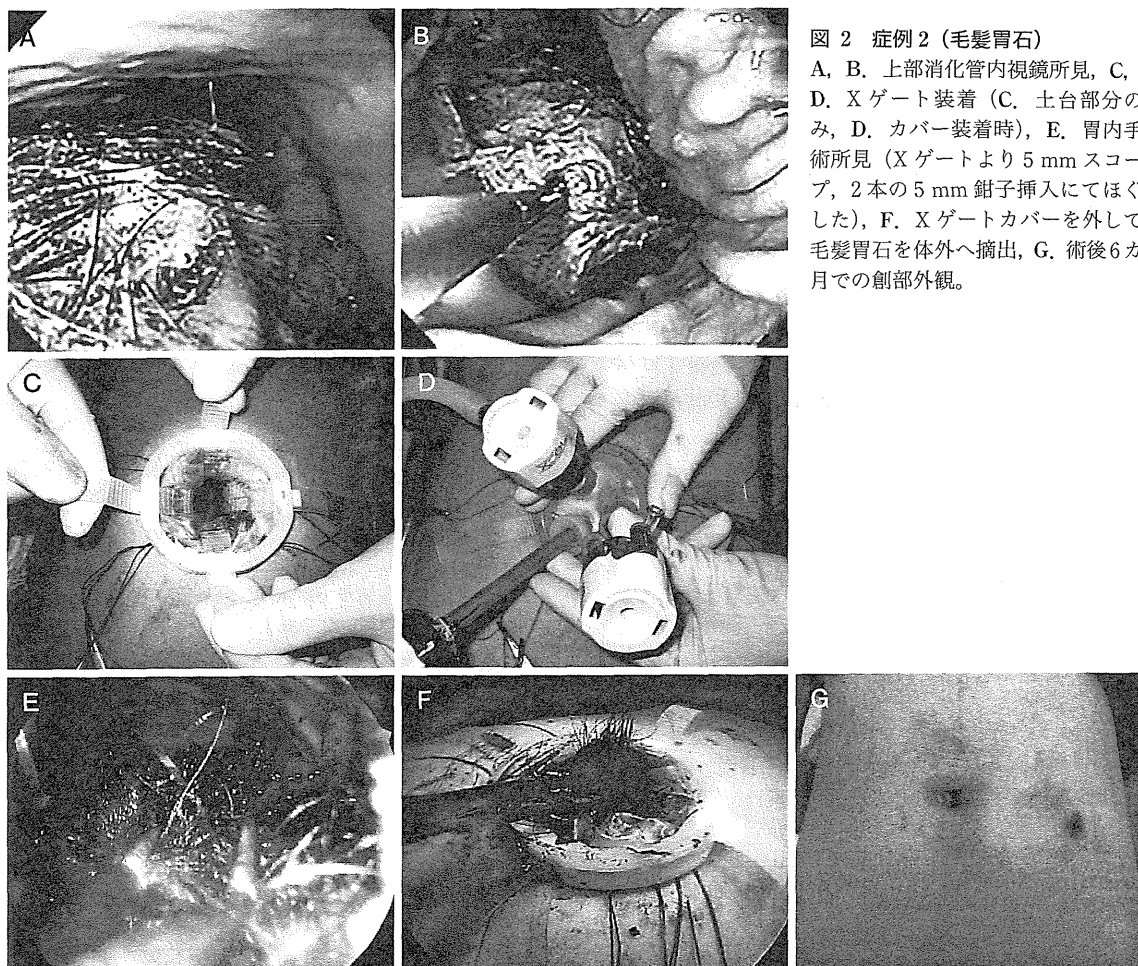 図 2 症例 2（毛髪胃石）
A，B．上部消化管内視鏡所見，C，
D．X ゲート装着（C．土台部分の
み，D．カバー装着時），E．胃内手
術所見（X ゲートより 5 mm スコー
プ，2 本の 5 mm 鉗子挿入にてほぐ
した），F．X ゲートカバーを外して
毛髪胃石を体外へ摘出，G．術後 6 か
月での創部外観。
A
B
C
D
XCEL
E
F
G